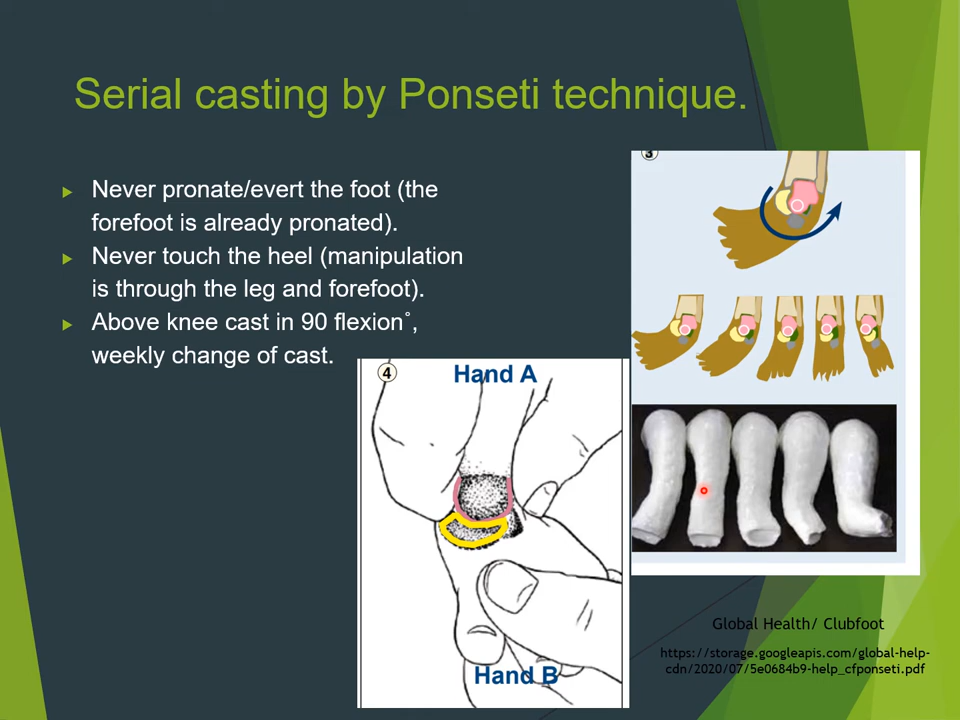 Serial casting by Ponseti technique.
Never pronate/evert the foot (the
forefoot is already pronated).
Never touch the heel (manipulation
is through the leg and forefoot).
Above knee cast in 90 flexion°,
weekly change of cast.
3
4
Hand A
Hand B
Global Health/ Clubfoot
https://storage.googleapis.com/global-help-
cdn/2020/07/5e0684b9-help_cfponseti.pdf